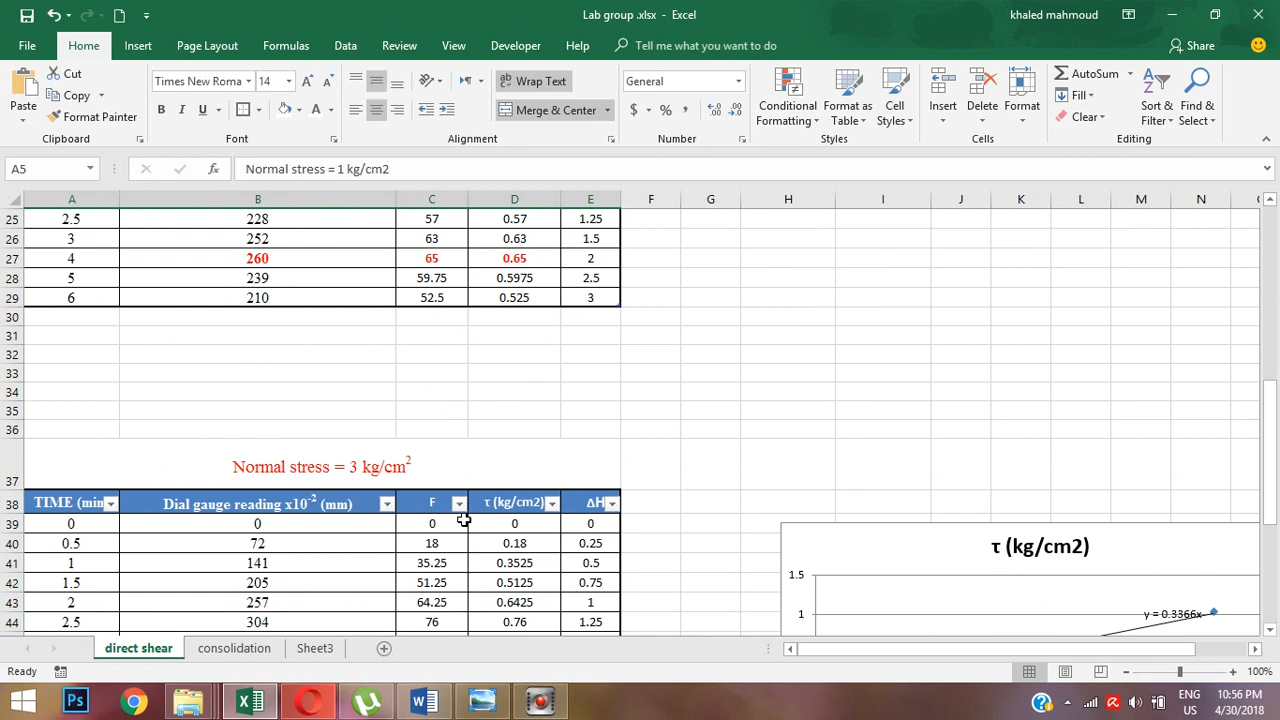 Lab group .xlsx - Excel
khaled mahmoud
File Home Insert Page Layout Formulas Data Review View Developer Help Tell me what you want to do Share
Paste
Cut
Copy
Format Painter
Clipboard
Times New Roma 14
B I U
Font
Wrap Text
Merge & Center
Alignment
General
$ % ,
Number
Conditional Formatting
Format as Table
Cell Styles
Styles
Insert
Delete
Format
Cells
AutoSum
Fill
Clear
Sort & Filter
Find & Select
Editing
A5 fx Normal stress = 1 kg/cm2
A B C D E F G H I J K L M N
25 2.5 228 57 0.57 1.25
26 3 252 63 0.63 1.5
27 4 260 65 0.65 2
28 5 239 59.75 0.5975 2.5
29 6 210 52.5 0.525 3
30
31
32
33
34
35
36
37 Normal stress = 3 kg/cm2
38 TIME (min Dial gauge reading x10-2 (mm) F τ (kg/cm2) ΔH
39 0 0 0 0 0
40 0.5 72 18 0.18 0.25
41 1 141 35.25 0.3525 0.5
42 1.5 205 51.25 0.5125 0.75
43 2 257 64.25 0.6425 1
44 2.5 304 76 0.76 1.25
τ (kg/cm2)
1.5
1
y = 0.3366x
direct shear consolidation Sheet3
Ready
100%
Ps
ENG
US
10:56 PM
4/30/2018